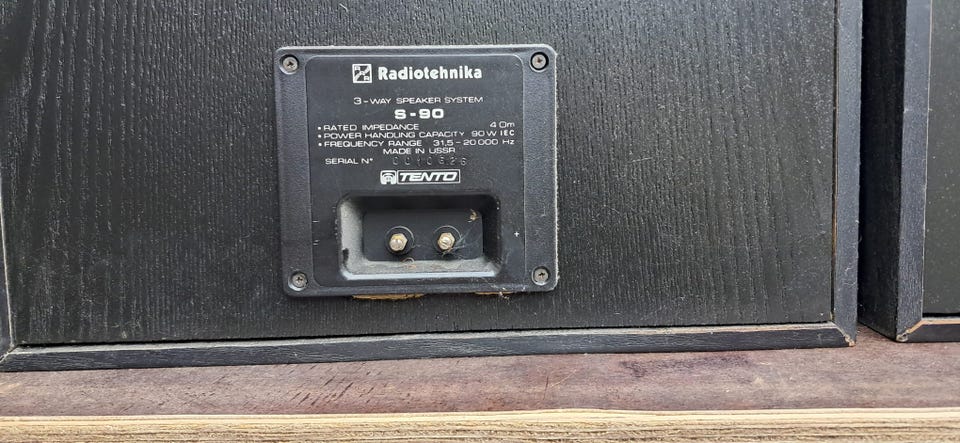 Radiotehnika
3-WAY SPEAKER SYSTEM
S-90
• RATED IMPEDANCE 4 Om
• POWER HANDLING CAPACITY 90 W IEC
• FREQUENCY RANGE 31,5-20 000 Hz
MADE IN USSR
SERIAL N° 0010626
TENTO
+